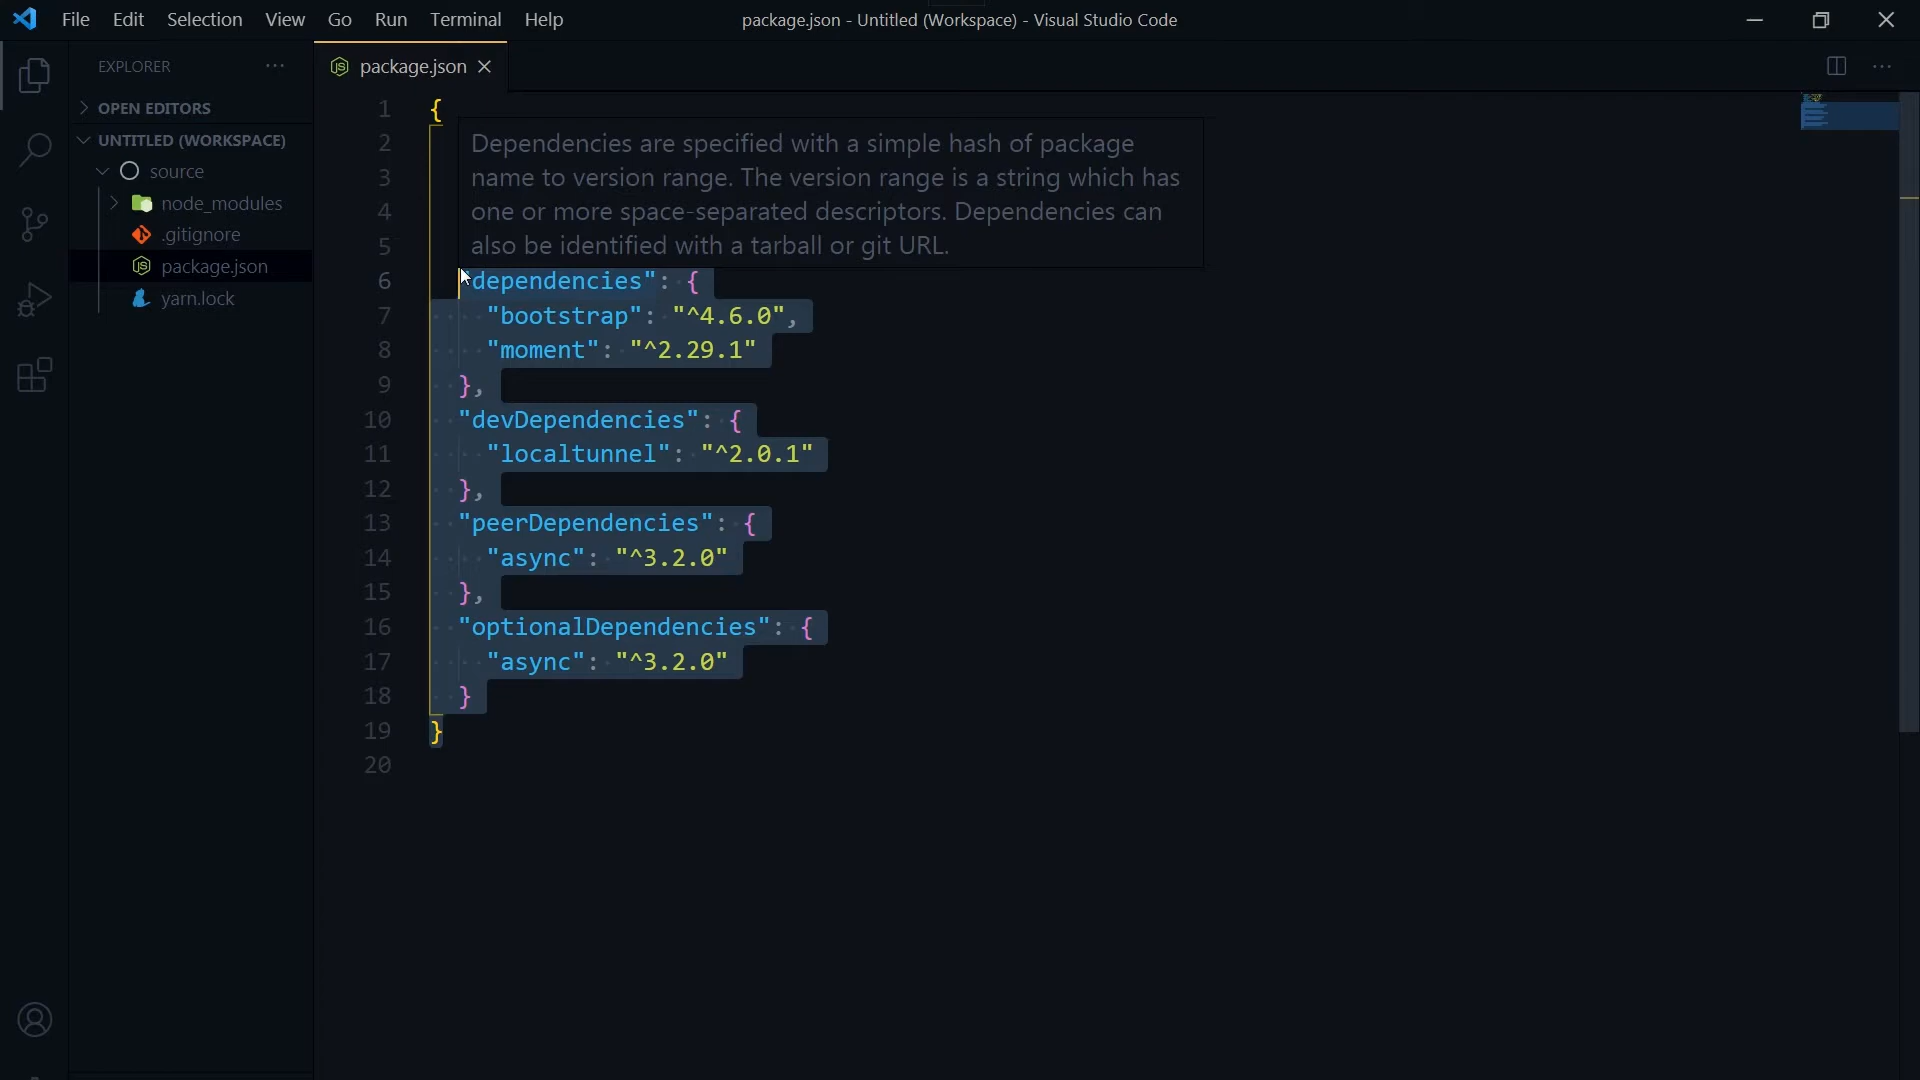 File Edit Selection View Go Run Terminal Help
package.json - Untitled (Workspace) - Visual Studio Code
EXPLORER
package.json
OPEN EDITORS
UNTITLED (WORKSPACE)
source
node_modules
.gitignore
package.json
yarn.lock
1 {
2
3
4
5
Dependencies are specified with a simple hash of package
name to version range. The version range is a string which has
one or more space-separated descriptors. Dependencies can
also be identified with a tarball or git URL.
6 "dependencies": {
7 "bootstrap": "^4.6.0",
8 "moment": "^2.29.1"
9 },
10 "devDependencies": {
11 "localtunnel": "^2.0.1"
12 },
13 "peerDependencies": {
14 "async": "^3.2.0"
15 },
16 "optionalDependencies": {
17 "async": "^3.2.0"
18 }
19 }
20